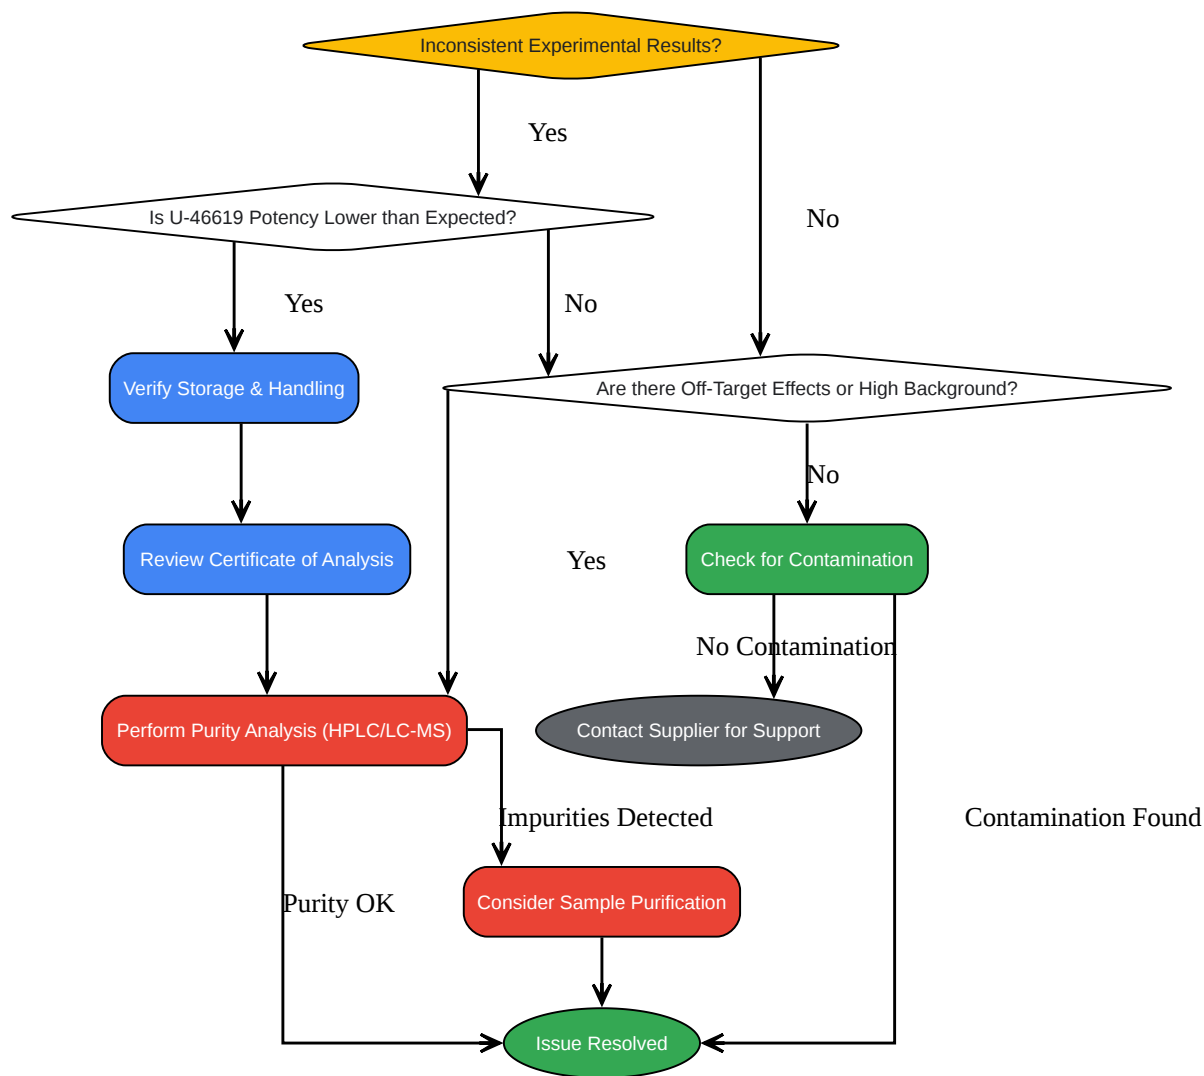 Inconsistent Experimental Results?
Yes
Is U-46619 Potency Lower than Expected?
No
Yes
No
Verify Storage & Handling
Are there Off-Target Effects or High Background?
No
Review Certificate of Analysis
Yes
Check for Contamination
No Contamination
Perform Purity Analysis (HPLC/LC-MS)
Contact Supplier for Support
Impurities Detected
Contamination Found
Consider Sample Purification
Purity OK
Issue Resolved